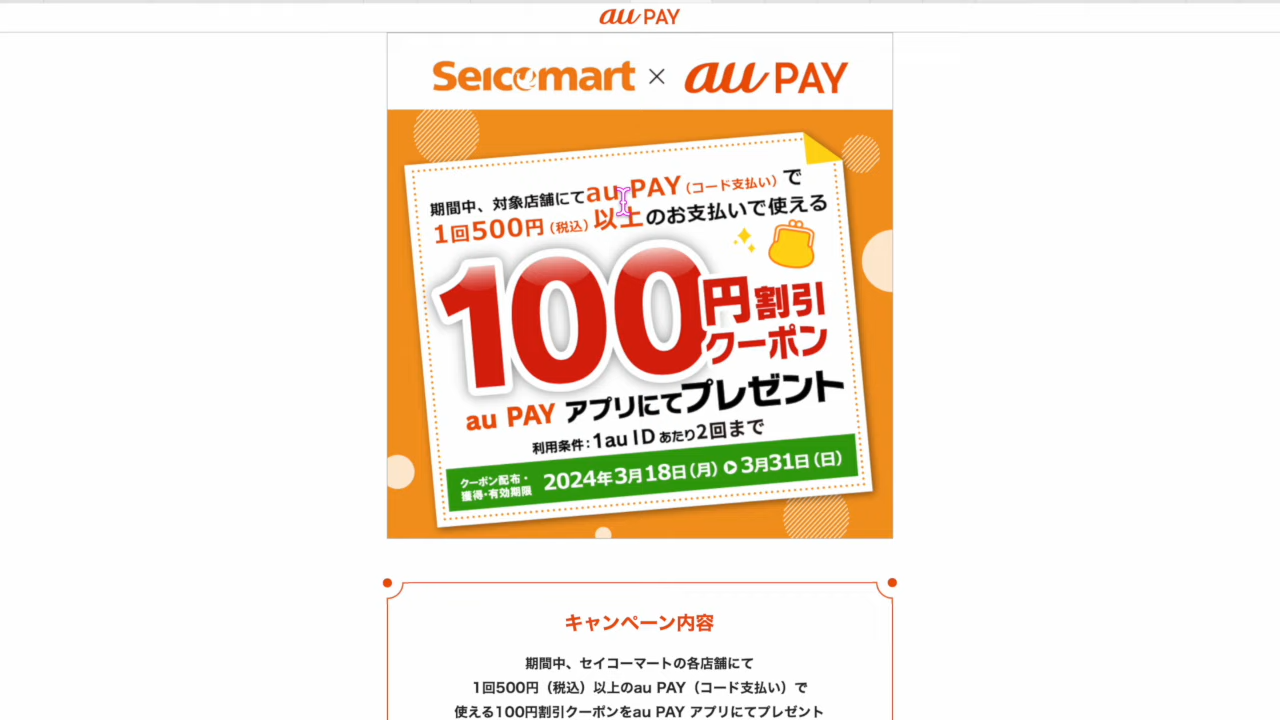 au PAY
Seicomart × au PAY
期間中、対象店舗にてau PAY(コード支払い)で
1回500円(税込)以上のお支払いで使える
100円割引
クーポン
au PAY アプリにてプレゼント
利用条件:1au IDあたり2回まで
クーポン配布・
獲得・有効期限
2024年3月18日(月)▶3月31日(日)
キャンペーン内容
期間中、セイコーマートの各店舗にて
1回500円(税込)以上のau PAY(コード支払い)で
使える100円割引クーポンをau PAY アプリにてプレゼント